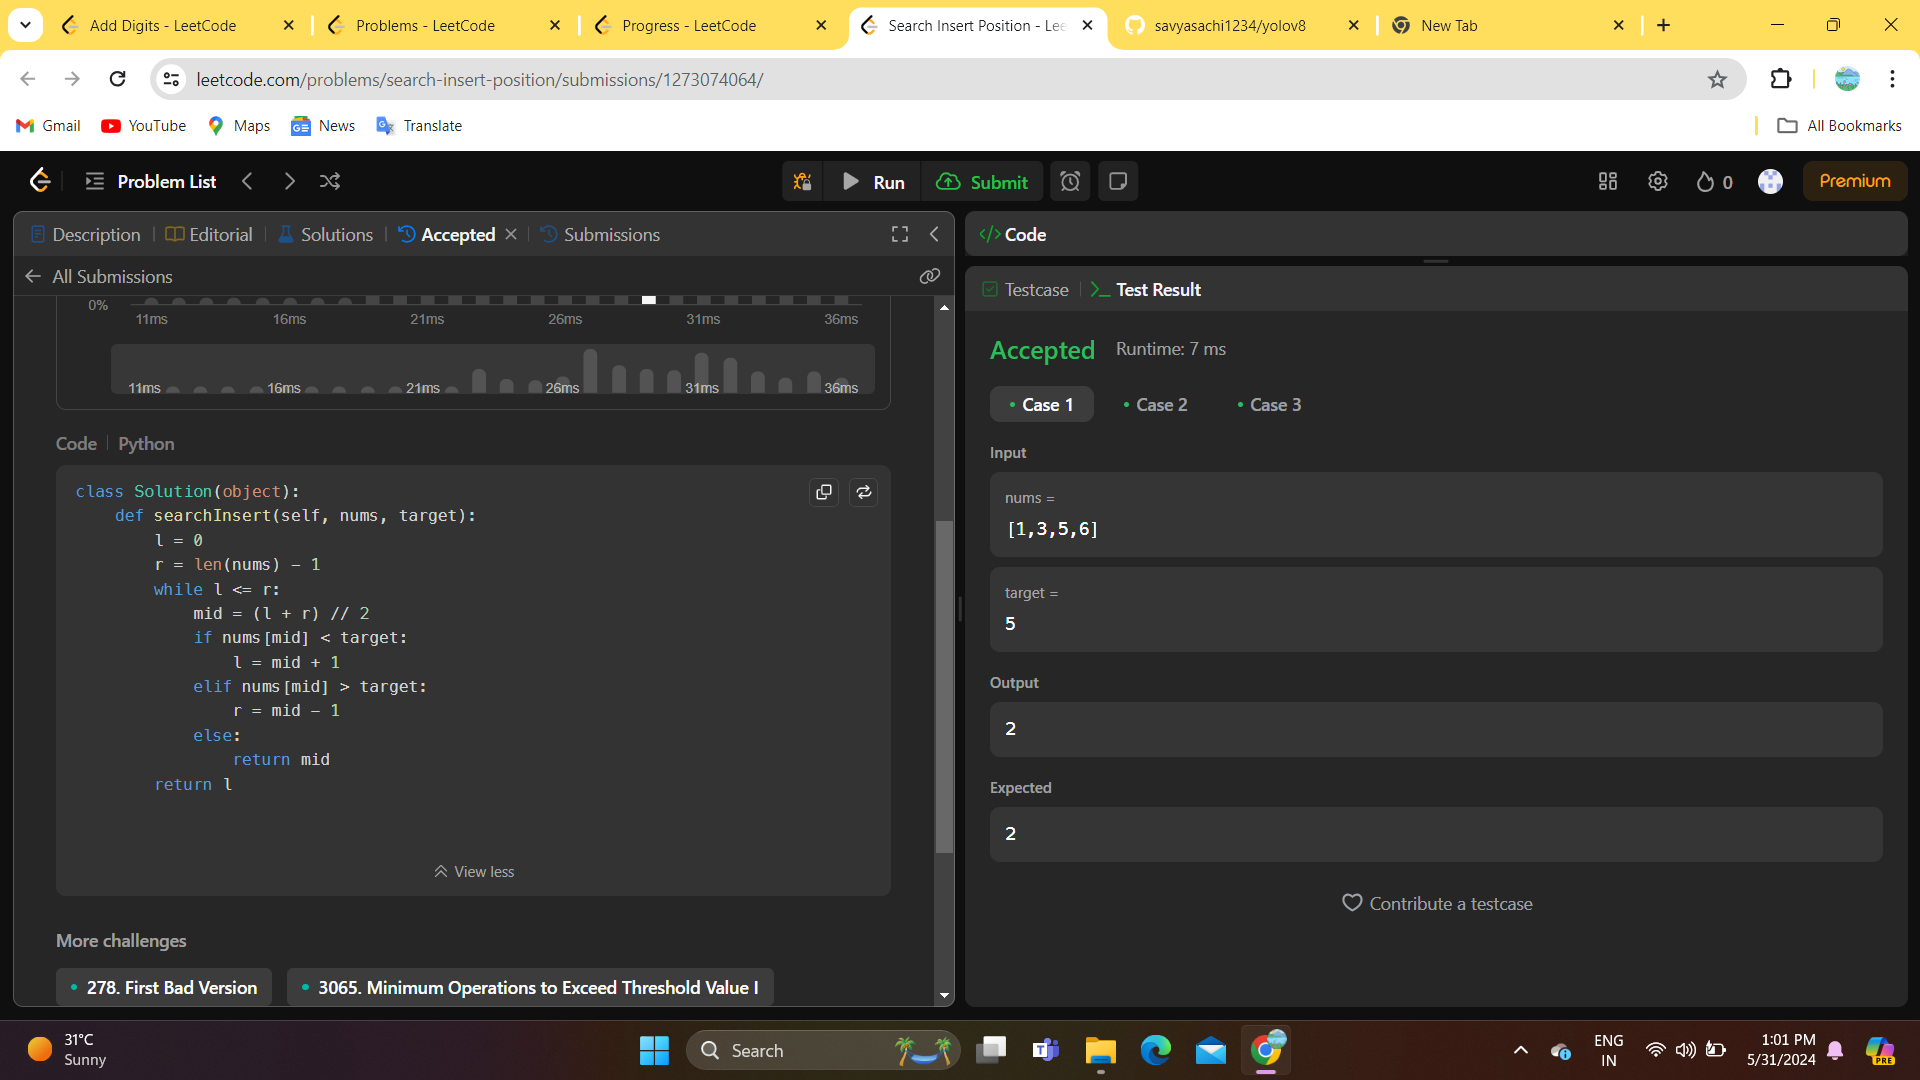 Add Digits - LeetCode
Problems - LeetCode
Progress - LeetCode
Search Insert Position - Lee
savyasachi1234/yolov8
New Tab
leetcode.com/problems/search-insert-position/submissions/1273074064/
Gmail
YouTube
Maps
News
Translate
All Bookmarks
Problem List
Run
Submit
0
Premium
Description
Editorial
Solutions
Accepted
Submissions
All Submissions
0%
11ms 16ms 21ms 26ms 31ms 36ms
11ms 16ms 21ms 26ms 31ms 36ms
Code
Python
class Solution(object):
    def searchInsert(self, nums, target):
        l = 0
        r = len(nums) - 1
        while l <= r:
            mid = (l + r) // 2
            if nums[mid] < target:
                l = mid + 1
            elif nums[mid] > target:
                r = mid - 1
            else:
                return mid
        return l
View less
More challenges
278. First Bad Version
3065. Minimum Operations to Exceed Threshold Value I
</> Code
Testcase
Test Result
Accepted
Runtime: 7 ms
• Case 1
• Case 2
• Case 3
Input
nums =
[1,3,5,6]
target =
5
Output
2
Expected
2
Contribute a testcase
31°C
Sunny
Search
ENG
IN
1:01 PM
5/31/2024
PRE